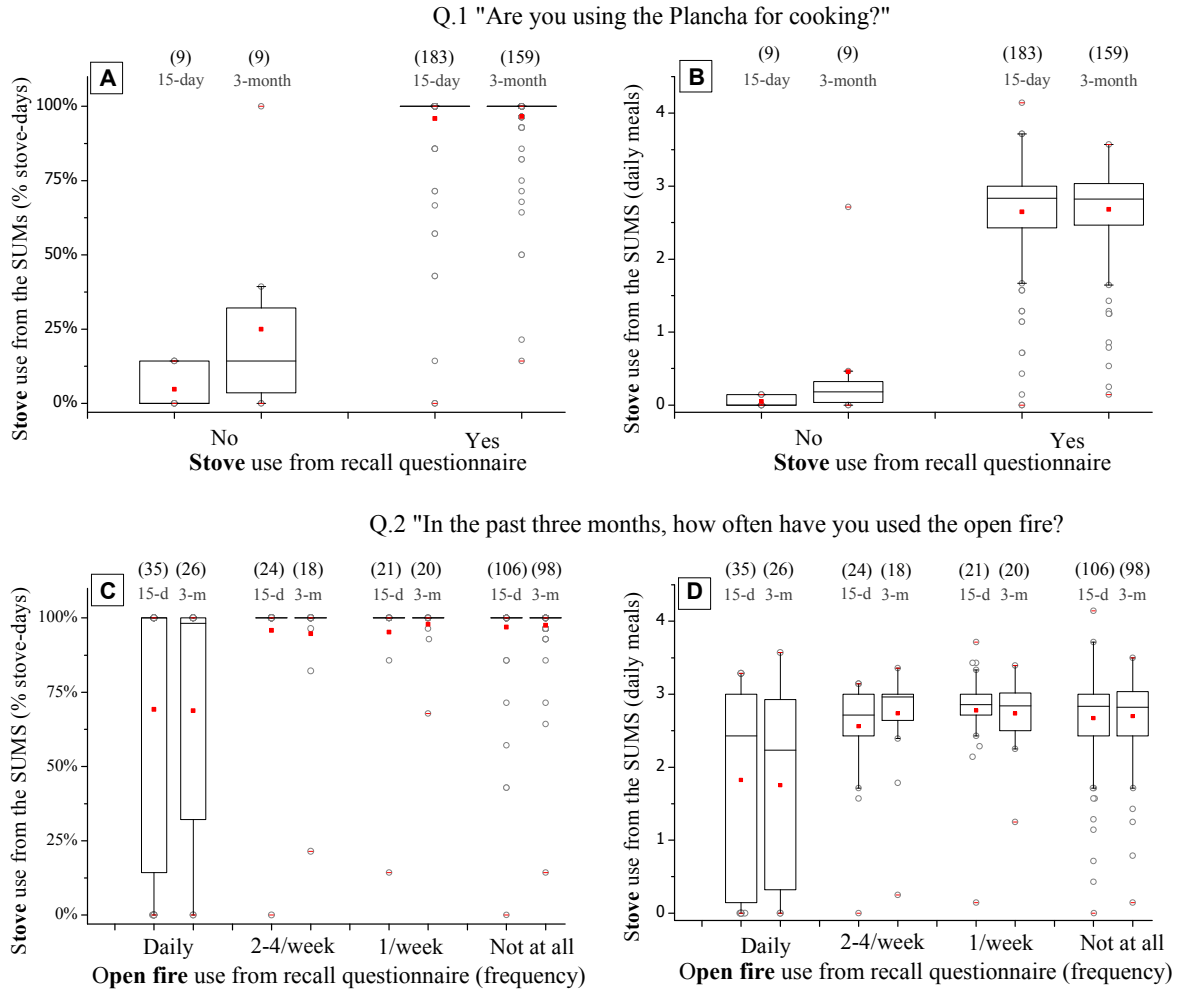 Q.1 "Are you using the Plancha for cooking?"
A
(9) (9) (183) (159)
15-day 3-month 15-day 3-month
Stove use from the SUMs (% stove-days)
100%
75%
50%
25%
0%
No Yes
Stove use from recall questionnaire
B
(9) (9) (183) (159)
15-day 3-month 15-day 3-month
Stove use from the SUMS (daily meals)
4
3
2
1
0
No Yes
Stove use from recall questionnaire
Q.2 "In the past three months, how often have you used the open fire?
C
(35) (26) (24) (18) (21) (20) (106) (98)
15-d 3-m 15-d 3-m 15-d 3-m 15-d 3-m
Stove use from the SUMS (% stove-days)
100%
75%
50%
25%
0%
Daily 2-4/week 1/week Not at all
Open fire use from recall questionnaire (frequency)
D
(35) (26) (24) (18) (21) (20) (106) (98)
15-d 3-m 15-d 3-m 15-d 3-m 15-d 3-m
Stove use from the SUMS (daily meals)
4
3
2
1
0
Daily 2-4/week 1/week Not at all
Open fire use from recall questionnaire (frequency)